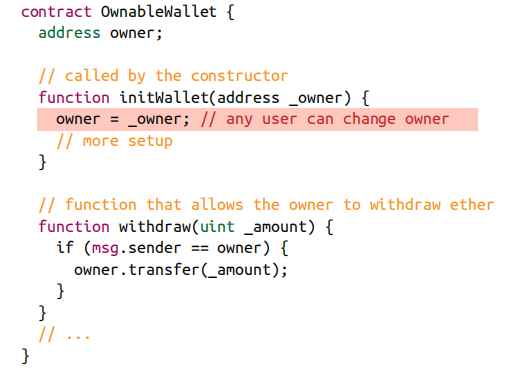 contract OwnableWallet {
address owner;
// called by the constructor
function initWallet(address _owner) {
owner = _owner; // any user can change owner
// more setup
}
// function that allows the owner to withdraw ether
function withdraw(uint _amount) {
if (msg.sender == owner) {
owner.transfer(_amount);
}
}
// ...
}